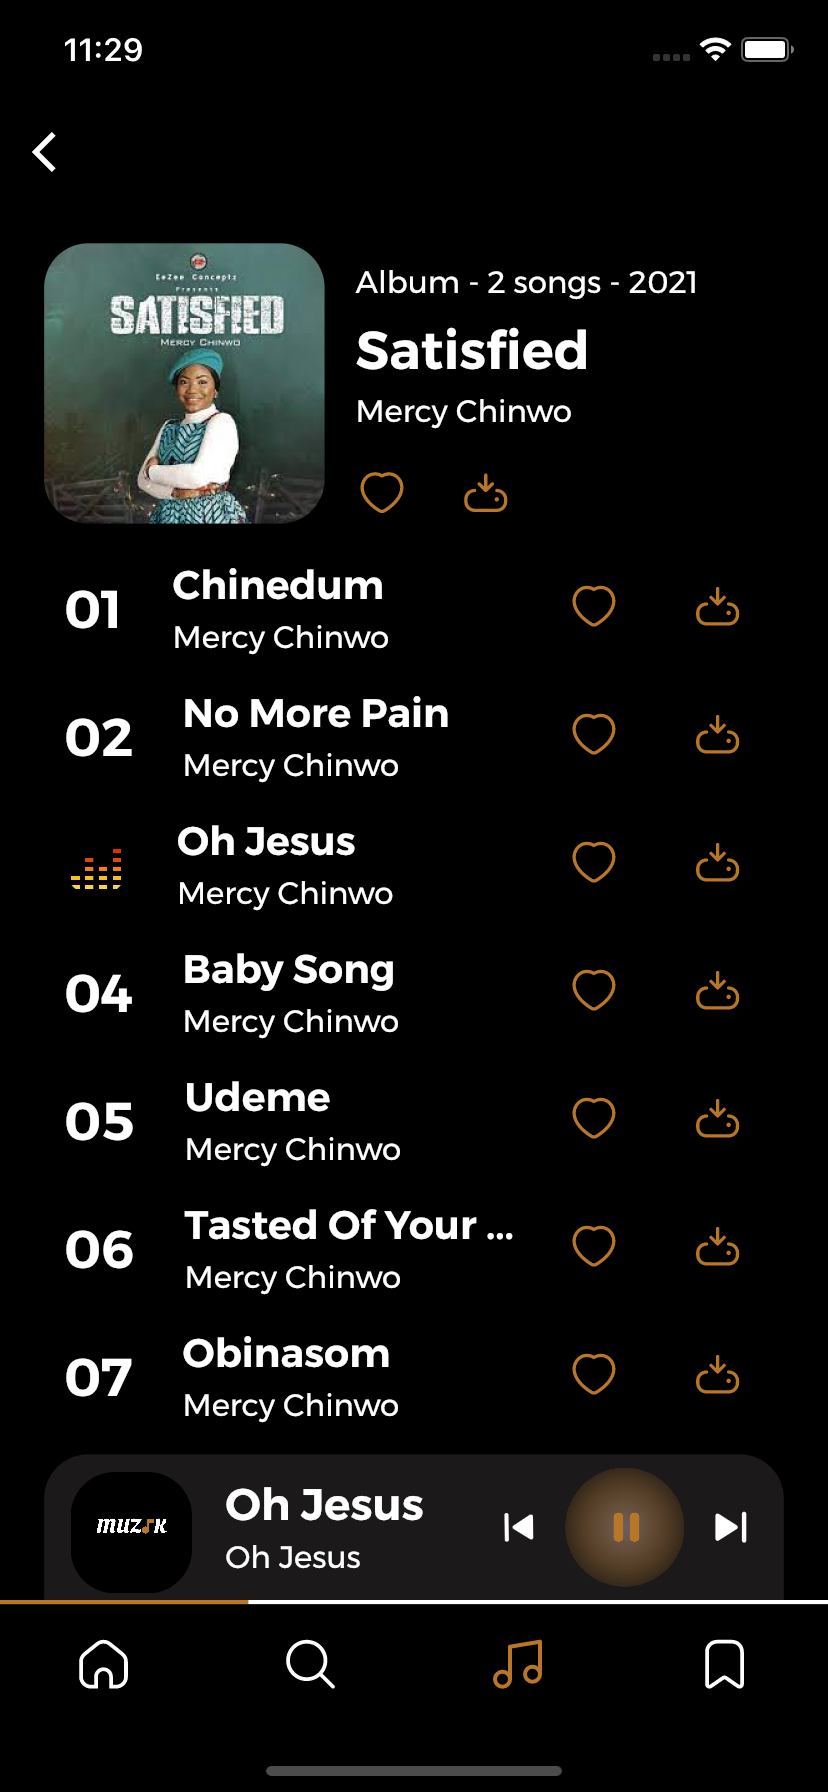 11:29
EeZee Concepts
Presents
SATISFIED
MERCY CHINWO
Album - 2 songs - 2021
Satisfied
Mercy Chinwo
01
Chinedum
Mercy Chinwo
02
No More Pain
Mercy Chinwo
Oh Jesus
Mercy Chinwo
04
Baby Song
Mercy Chinwo
05
Udeme
Mercy Chinwo
06
Tasted Of Your ...
Mercy Chinwo
07
Obinasom
Mercy Chinwo
muzik
Oh Jesus
Oh Jesus